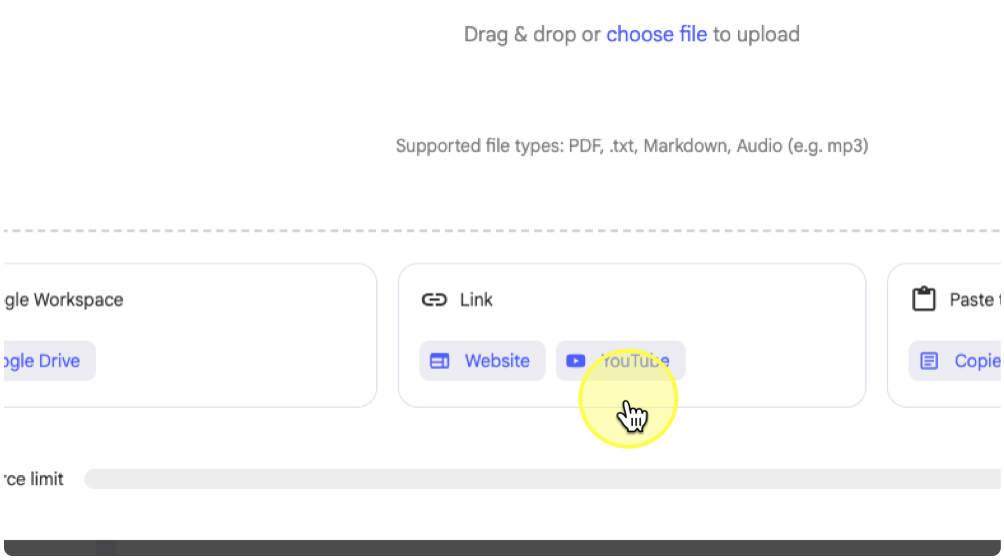 Drag & drop or choose file to upload
Supported file types: PDF, .txt, Markdown, Audio (e.g. mp3)
gle Workspace
Link
Paste
ogle Drive
Website
YouTube
Copie
rce limit